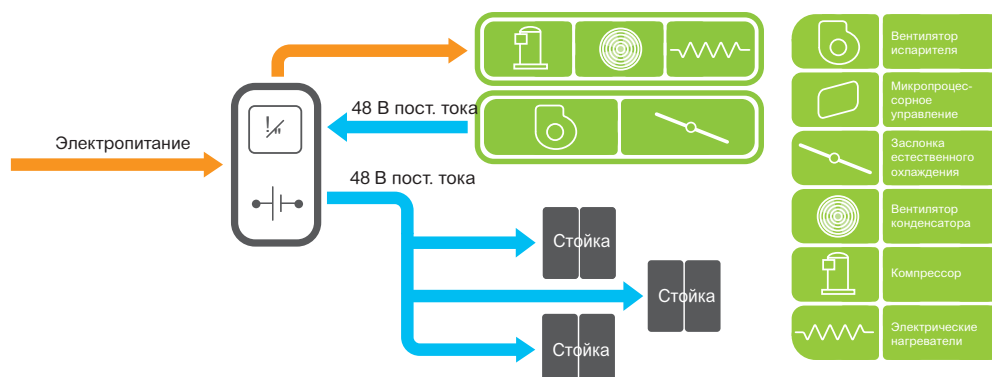 48 В пост. тока
Электропитание
48 В пост. тока
Стойка
Стойка
Стойка
Вентилятор
испарителя
Микропроцес-
сорное
управление
Заслонка
естественного
охлаждения
Вентилятор
конденсатора
Компрессор
Электрические
нагреватели